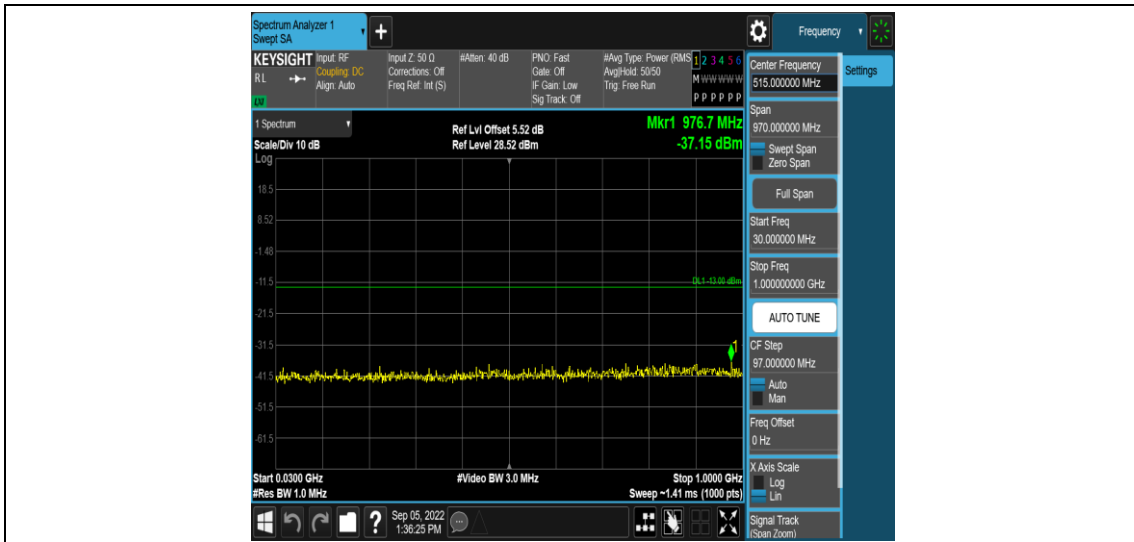 Spectrum Analyzer 1
Swept SA
+
Frequency
KEYSIGHT
RL
LXI
Input: RF
Coupling: DC
Align: Auto
Input Z: 50 Ω
Corrections: Off
Freq Ref: Int (S)
#Atten: 40 dB
PNO: Fast
Gate: Off
IF Gain: Low
Sig Track: Off
#Avg Type: Power (RMS
Avg|Hold: 50/50
Trig: Free Run
1 2 3 4 5 6
M W W W W W
P P P P P P
1 Spectrum
Scale/Div 10 dB
Log
Ref Lvl Offset 5.52 dB
Ref Level 28.52 dBm
Mkr1 976.7 MHz
-37.15 dBm
18.5
8.52
-1.48
-11.5
DL1 -13.00 dBm
-21.5
-31.5
1
-41.5
-51.5
-61.5
Start 0.0300 GHz
#Res BW 1.0 MHz
#Video BW 3.0 MHz
Stop 1.0000 GHz
Sweep ~1.41 ms (1000 pts)
?
Sep 05, 2022
1:36:25 PM
Center Frequency
515.000000 MHz
Settings
Span
970.000000 MHz
Swept Span
Zero Span
Full Span
Start Freq
30.000000 MHz
Stop Freq
1.000000000 GHz
AUTO TUNE
CF Step
97.000000 MHz
Auto
Man
Freq Offset
0 Hz
X Axis Scale
Log
Lin
Signal Track
(Span Zoom)